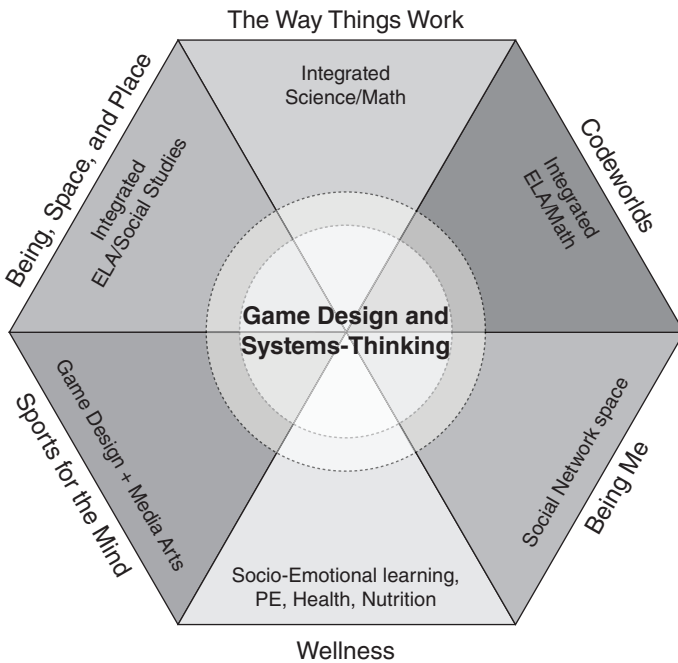 The Way Things Work
Integrated
Science/Math
Being, Space, and Place
Integrated
ELA/Social Studies
Codeworlds
Integrated
ELA/Math
Game Design and
Systems-Thinking
Sports for the Mind
Game Design + Media Arts
Social Network space
Being Me
Socio-Emotional learning,
PE, Health, Nutrition
Wellness